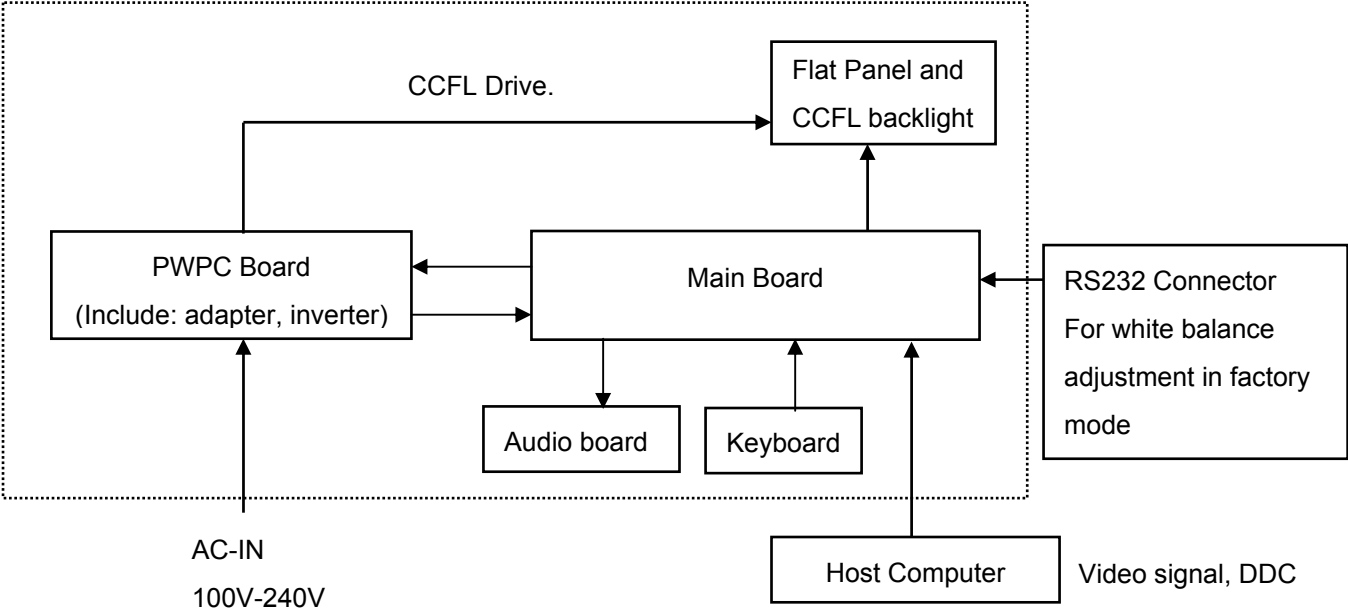 CCFL Drive.
Flat Panel and
CCFL backlight
PWPC Board
(Include: adapter, inverter)
Main Board
RS232 Connector
For white balance
adjustment in factory
mode
Audio board
Keyboard
AC-IN
100V-240V
Host Computer
Video signal, DDC